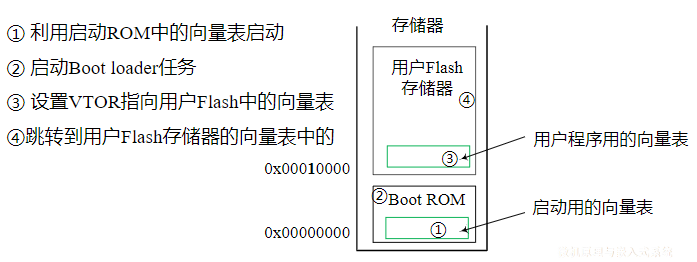 ① 利用启动ROM中的向量表启动
② 启动Boot loader任务
③ 设置VTOR指向用户Flash中的向量表
④跳转到用户Flash存储器的向量表中的
存储器
用户Flash
存储器
④
③
0x00010000
用户程序用的向量表
②
Boot ROM
①
启动用的向量表
0x00000000